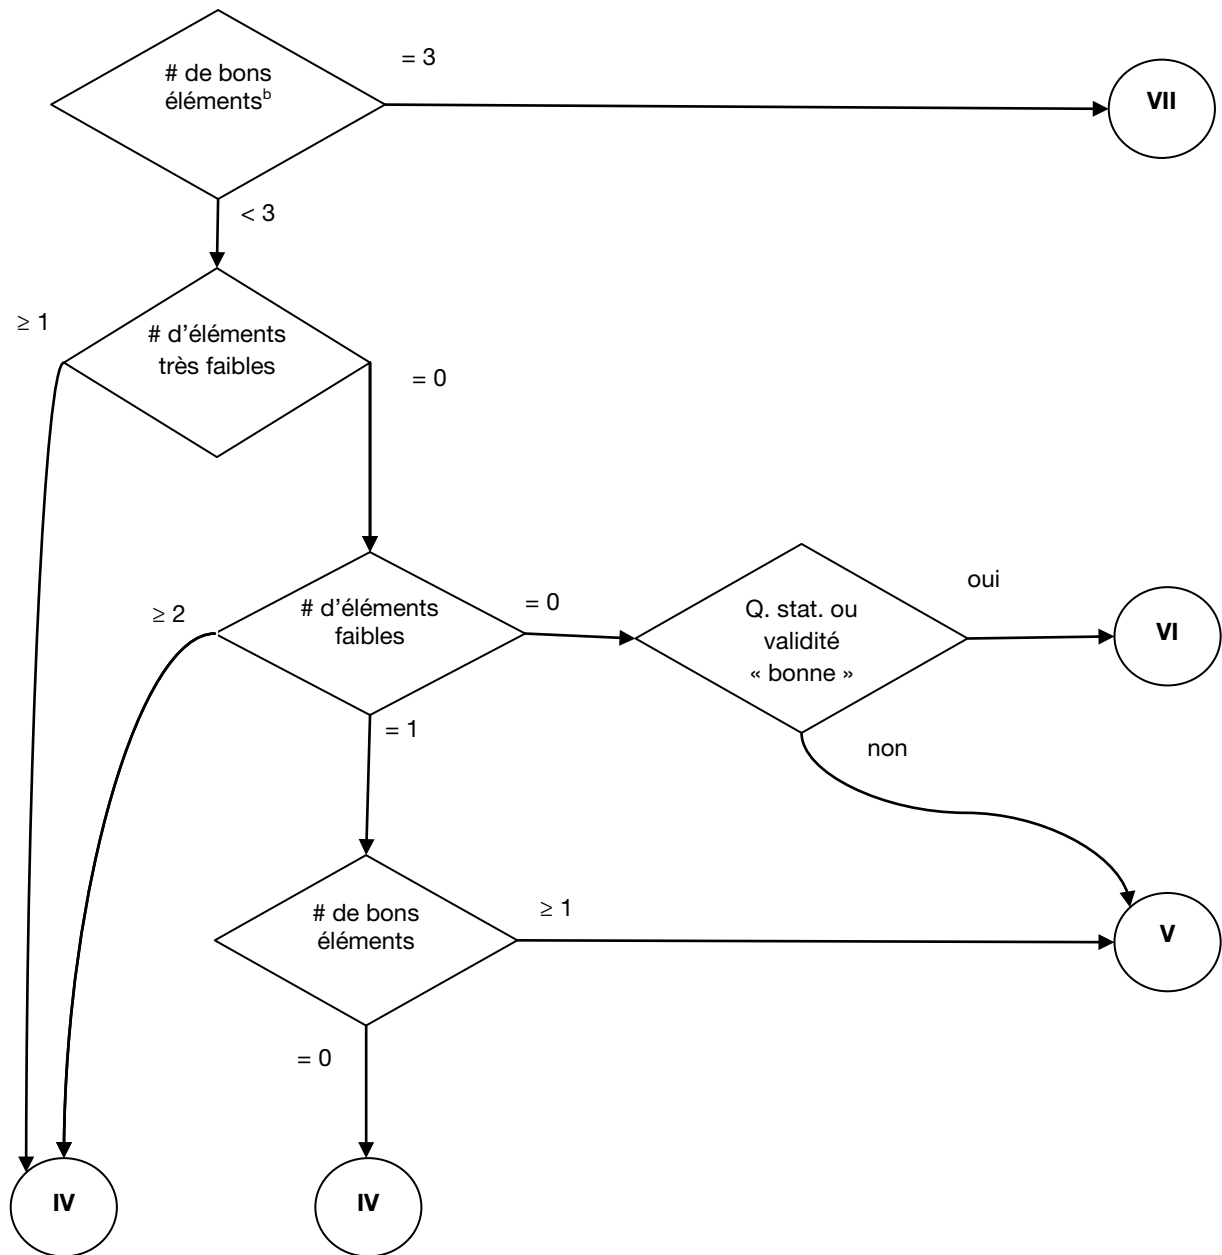 # de bons
élémentsᵇ
= 3
VII
< 3
≥ 1
# d’éléments
très faibles
= 0
≥ 2
# d’éléments
faibles
= 0
Q. stat. ou
validité
« bonne »
oui
VI
= 1
non
# de bons
éléments
≥ 1
V
= 0
IV
IV